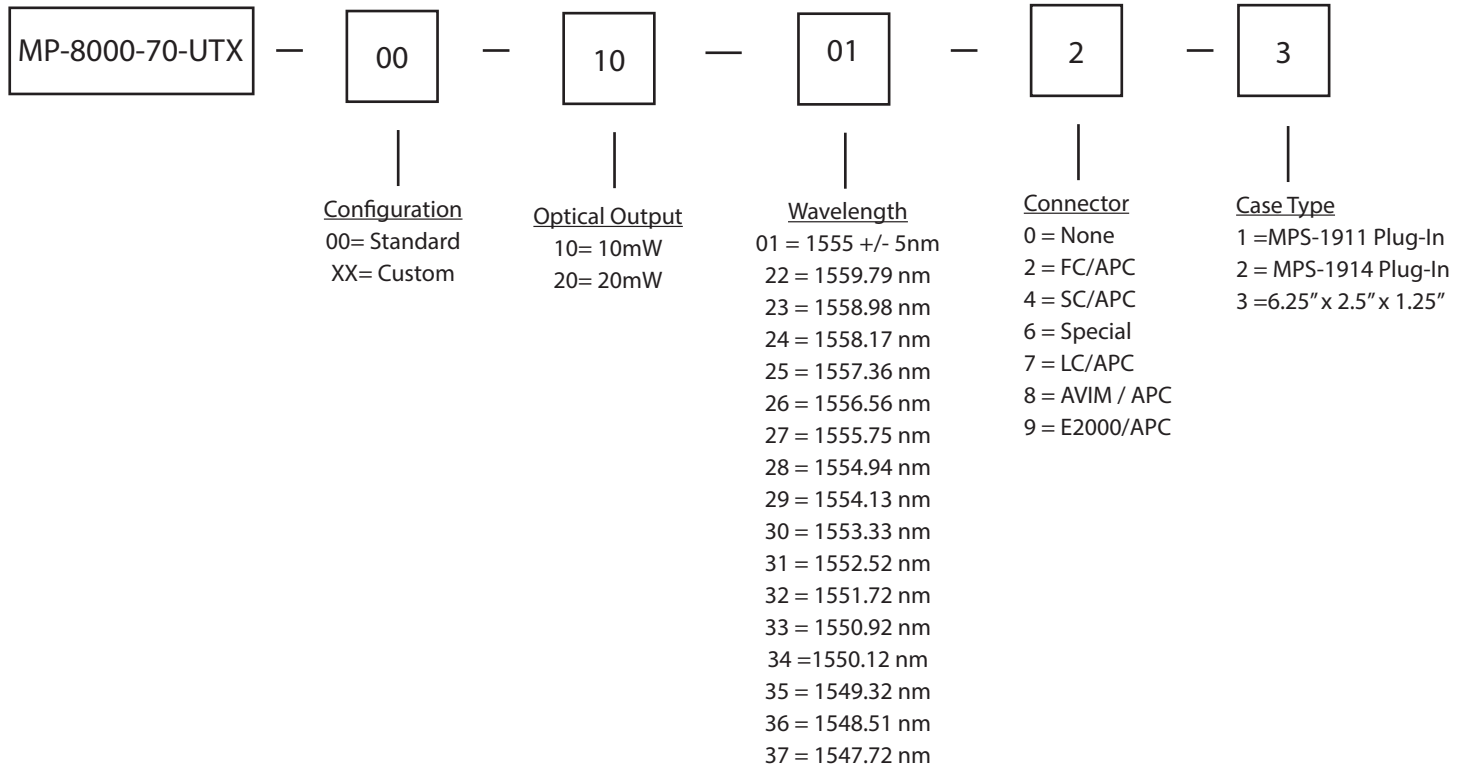 MP-8000-70-UTX — 00 — 10 — 01 — 2 — 3
Configuration
00= Standard
XX= Custom
Optical Output
10= 10mW
20= 20mW
Wavelength
01 = 1555 +/- 5nm
22 = 1559.79 nm
23 = 1558.98 nm
24 = 1558.17 nm
25 = 1557.36 nm
26 = 1556.56 nm
27 = 1555.75 nm
28 = 1554.94 nm
29 = 1554.13 nm
30 = 1553.33 nm
31 = 1552.52 nm
32 = 1551.72 nm
33 = 1550.92 nm
34 =1550.12 nm
35 = 1549.32 nm
36 = 1548.51 nm
37 = 1547.72 nm
Connector
0 = None
2 = FC/APC
4 = SC/APC
6 = Special
7 = LC/APC
8 = AVIM / APC
9 = E2000/APC
Case Type
1 =MPS-1911 Plug-In
2 = MPS-1914 Plug-In
3 =6.25” x 2.5” x 1.25”